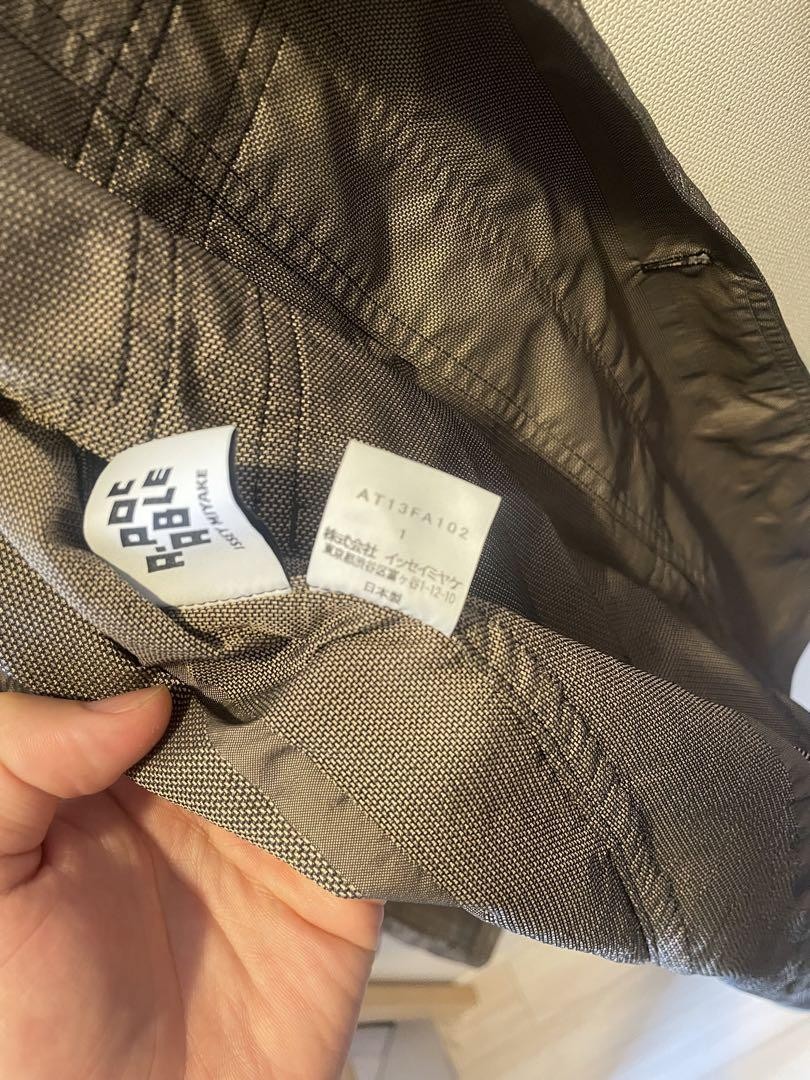 A-POC
ABLE
ISSEY MIYAKE
AT13FA102
1
株式会社 イッセイミヤケ
東京都渋谷区富ヶ谷1-12-10
日本製